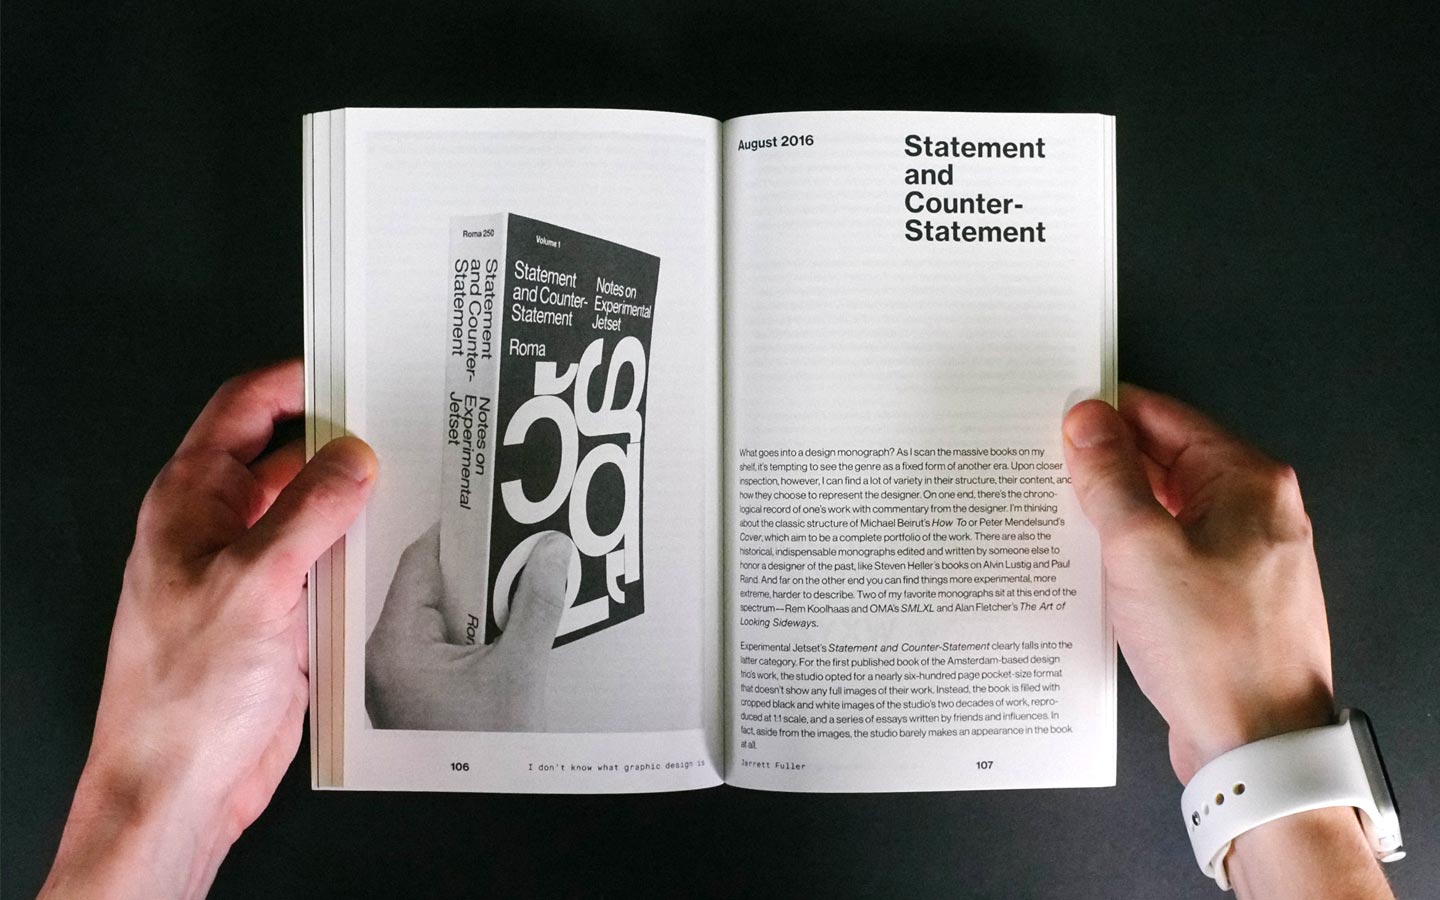 Roma 250
Statement
and Counter-
Statement
Notes on
Experimental
Jetset
Volume 1
Statement
and Counter-
Statement
Notes on
Experimental
Jetset
Roma
106
I don't know what graphic design is
August 2016
Statement
and
Counter-
Statement
What goes into a design monograph? As I scan the massive books on my
shelf, it's tempting to see the genre as a fixed form of another era. Upon closer
inspection, however, I can find a lot of variety in their structure, their content, and
how they choose to represent the designer. On one end, there's the chrono-
logical record of one's work with commentary from the designer. I'm thinking
about the classic structure of Michael Beirut's How To or Peter Mendelsund's
Cover, which aim to be a complete portfolio of the work. There are also the
historical, indispensable monographs edited and written by someone else to
honor a designer of the past, like Steven Heller's books on Alvin Lustig and Paul
Rand. And far on the other end you can find things more experimental, more
extreme, harder to describe. Two of my favorite monographs sit at this end of the
spectrum—Rem Koolhaas and OMA's SMLXL and Alan Fletcher's The Art of
Looking Sideways.
Experimental Jetset's Statement and Counter-Statement clearly falls into the
latter category. For the first published book of the Amsterdam-based design
trio's work, the studio opted for a nearly six-hundred page pocket-size format
that doesn't show any full images of their work. Instead, the book is filled with
cropped black and white images of the studio's two decades of work, repro-
duced at 1:1 scale, and a series of essays written by friends and influences. In
fact, aside from the images, the studio barely makes an appearance in the book
at all.
Jarrett Fuller
107